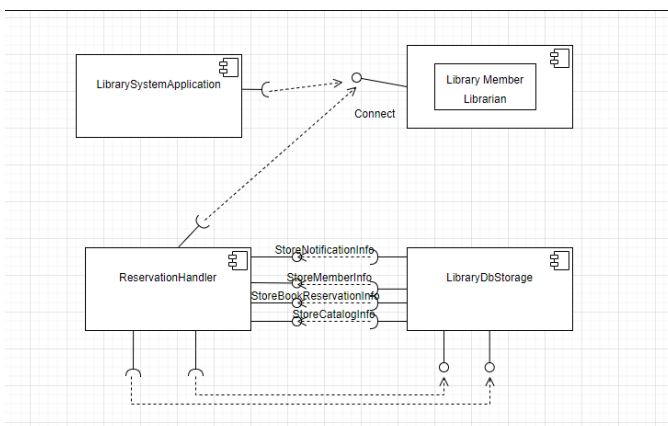 LibrarySystemApplication
Library Member
Librarian
Connect
StoreNotificationInfo
ReservationHandler
StoreMemberInfo
LibraryDbStorage
StoreBookReservationInfo
StoreCatalogInfo